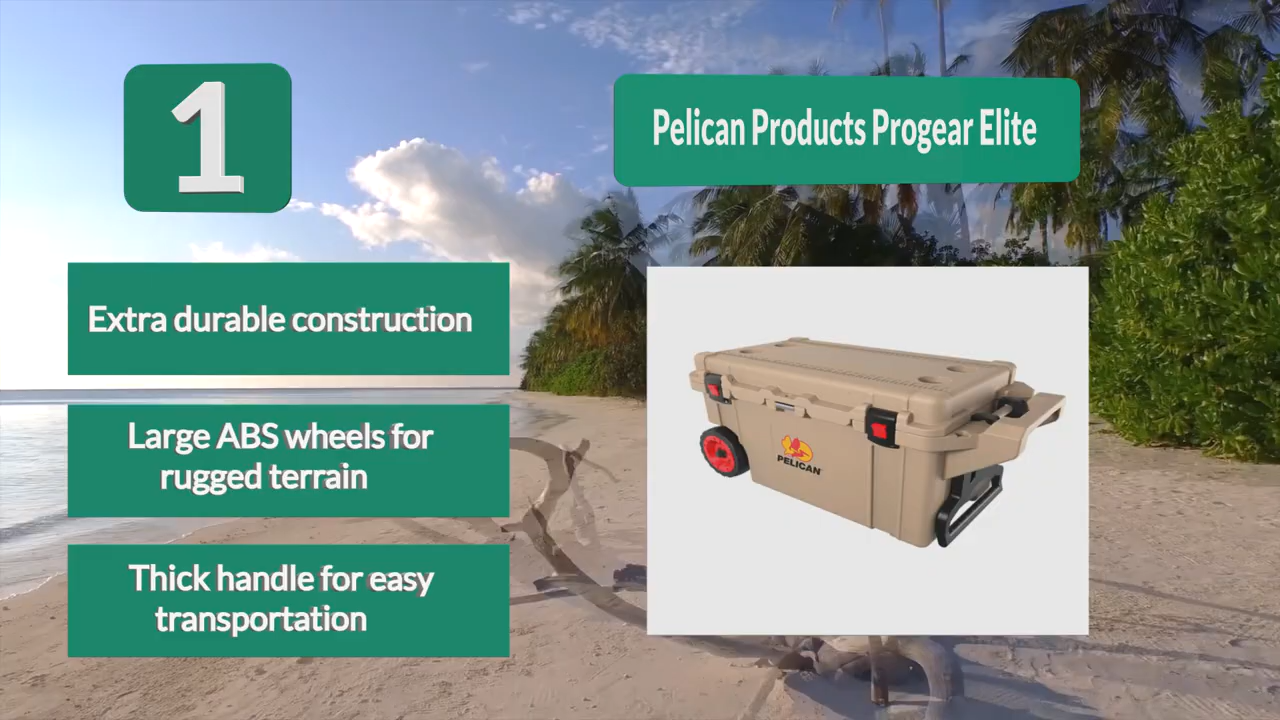 1
Pelican Products Progear Elite
Extra durable construction
Large ABS wheels for
rugged terrain
Thick handle for easy
transportation
PELICAN